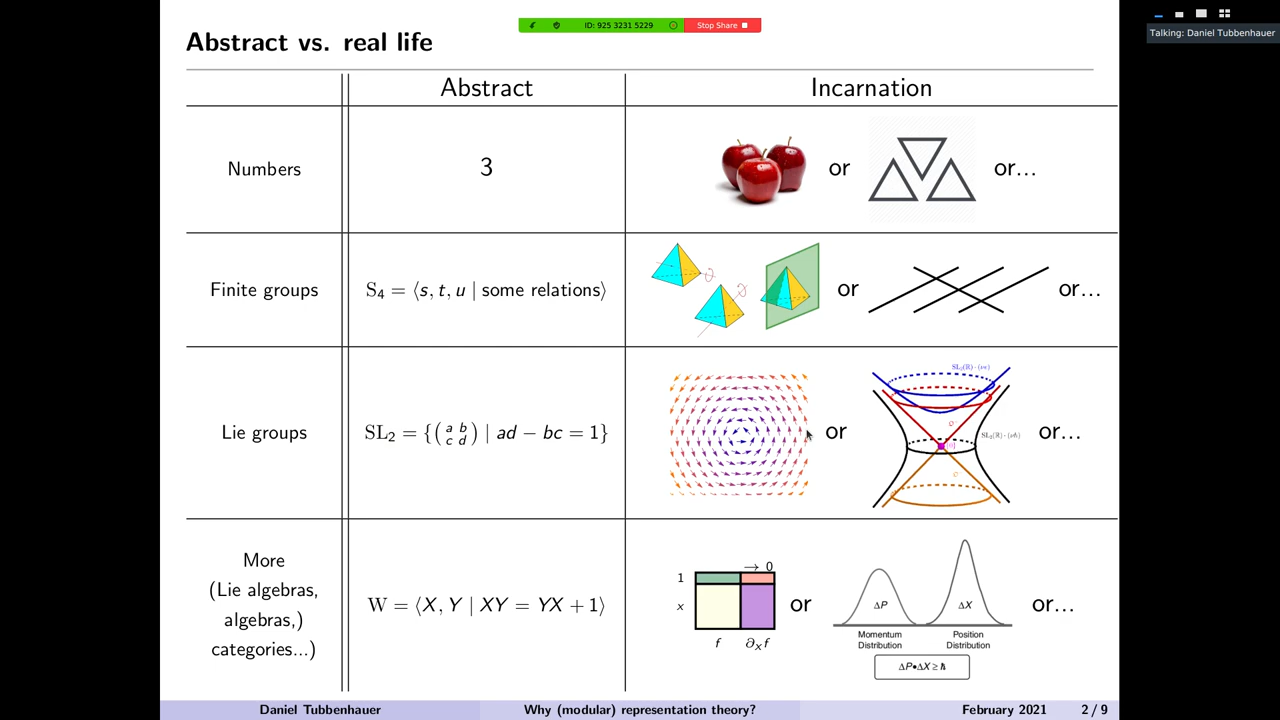 ID: 925 3231 5229
Stop Share
Talking: Daniel Tubbenhauer
Abstract vs. real life
Abstract
Incarnation
Numbers
3
or
or...
Finite groups
S₄ = ⟨s, t, u | some relations⟩
or
or...
Lie groups
SL₂ = {(a b c d) | ad − bc = 1}
or
SL₂(ℝ)
SL₂(ℝ)
or...
More
(Lie algebras,
algebras,)
categories...)
W = ⟨X, Y | XY = YX + 1⟩
→ 0
1
x
f ∂ₓf
or
ΔP
ΔX
Momentum
Distribution
Position
Distribution
ΔP•ΔX ≥ ħ
or...
Daniel Tubbenhauer
Why (modular) representation theory?
February 2021
2 / 9